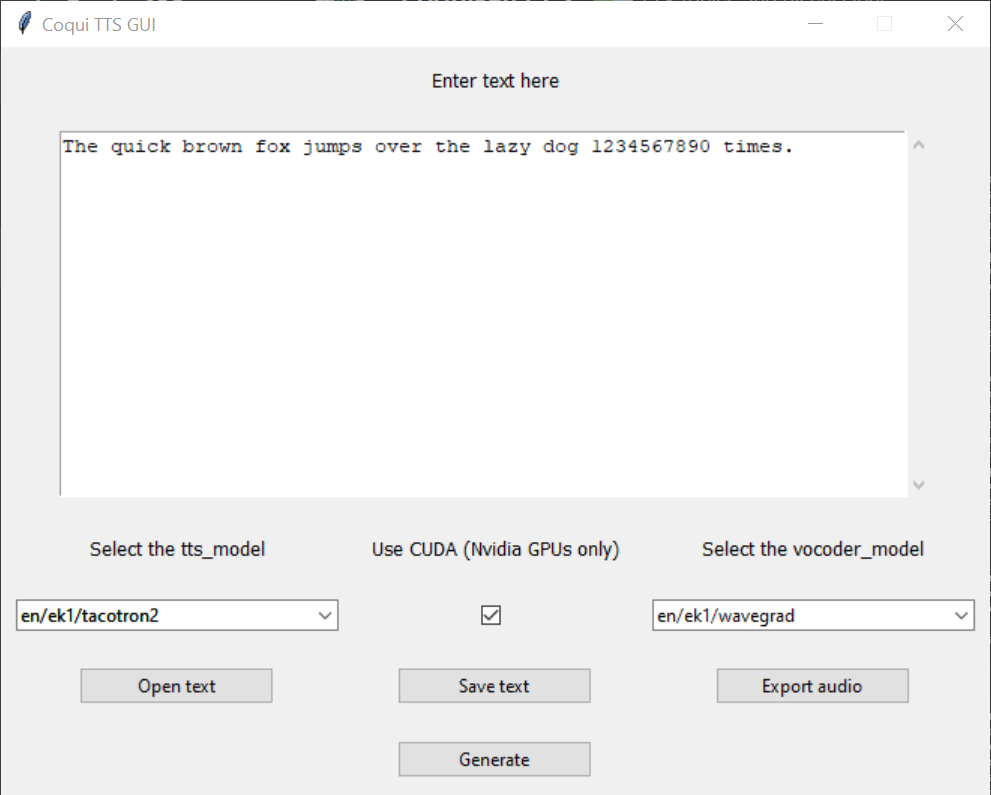 Coqui TTS GUI
Enter text here
The quick brown fox jumps over the lazy dog 1234567890 times.
Select the tts_model
Use CUDA (Nvidia GPUs only)
Select the vocoder_model
en/ek1/tacotron2
en/ek1/wavegrad
Open text
Save text
Export audio
Generate